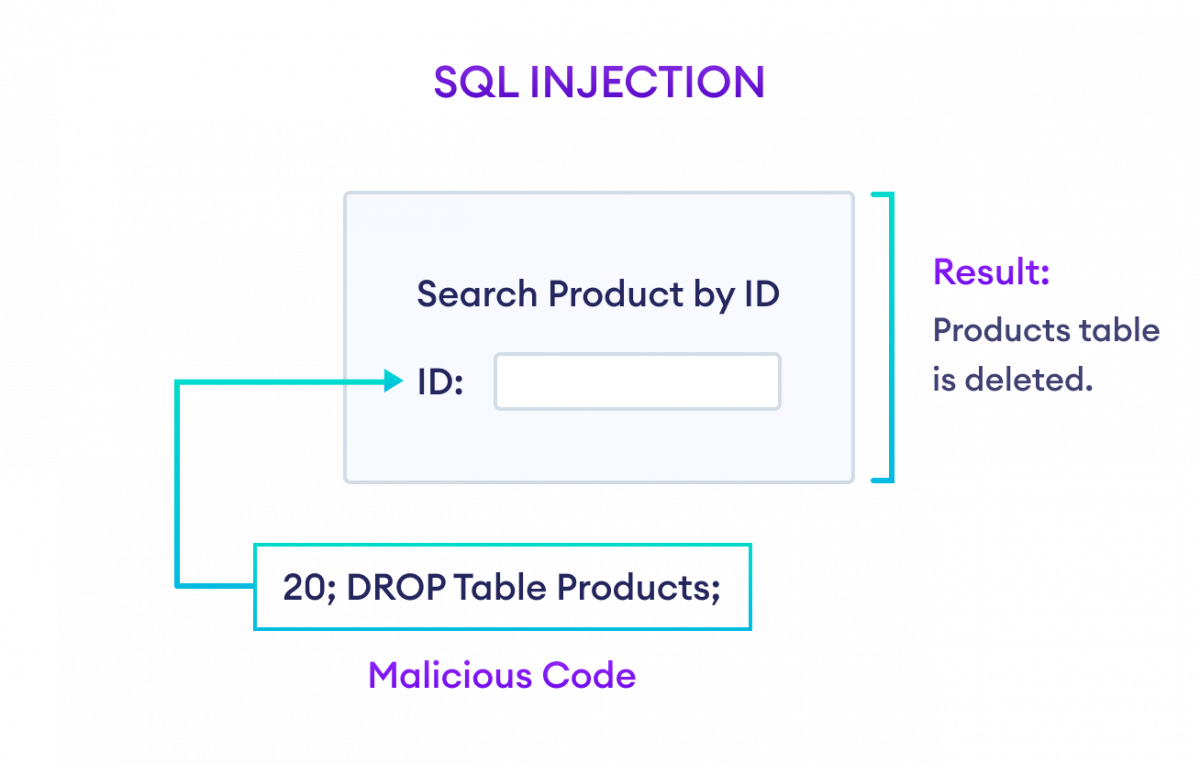 SQL INJECTION
Search Product by ID
ID:
Result:
Products table
is deleted.
20; DROP Table Products;
Malicious Code